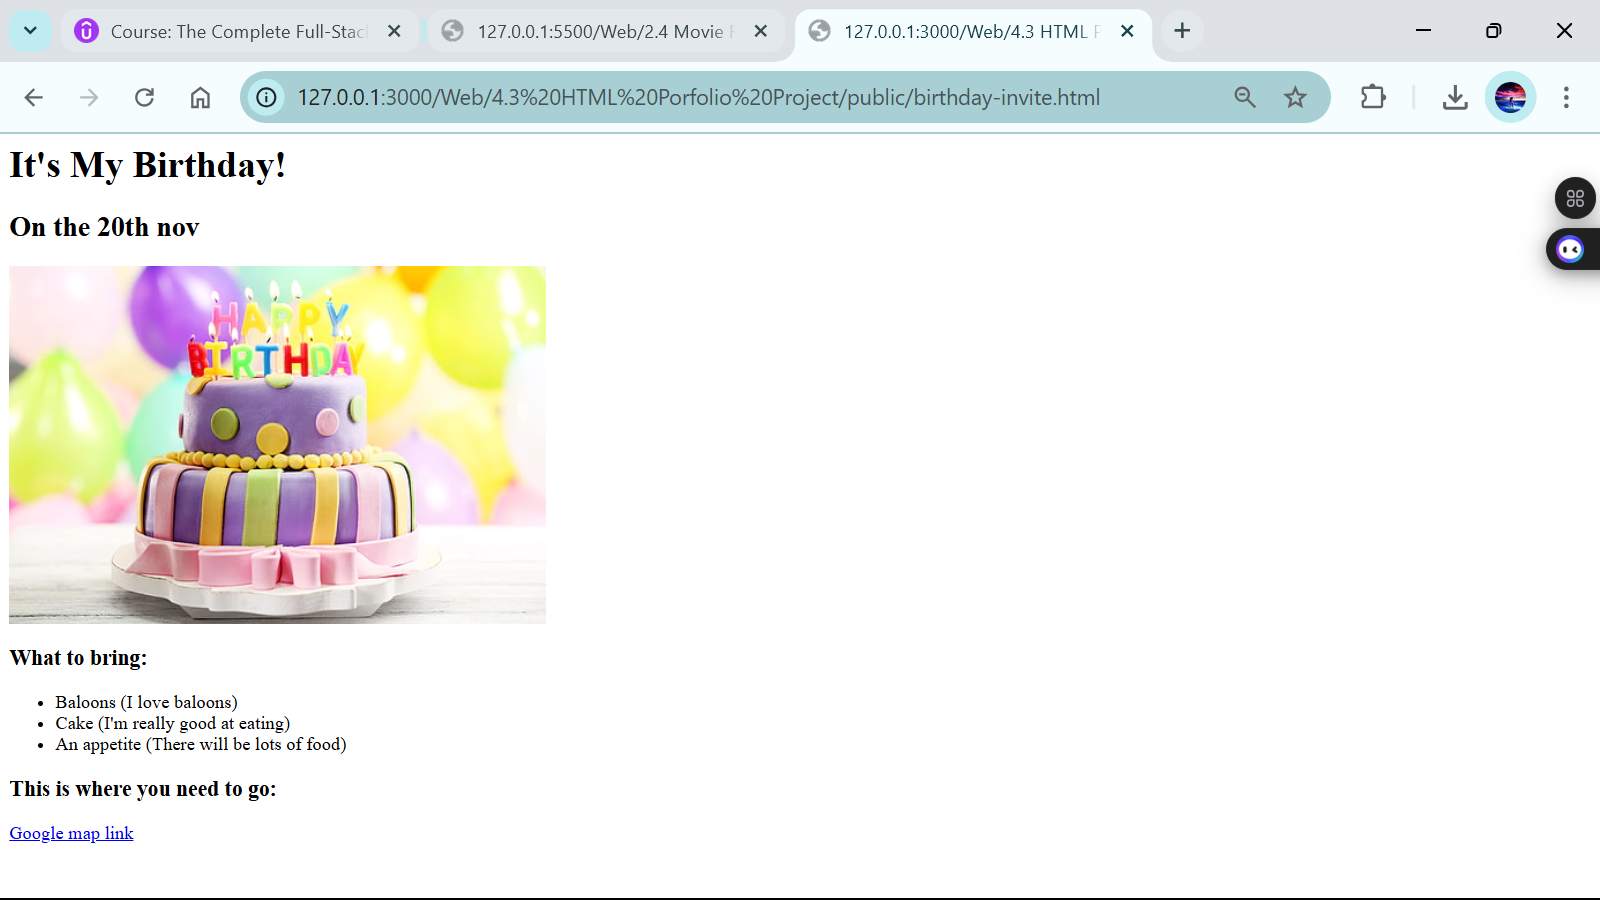 Course: The Complete Full-Stac
127.0.0.1:5500/Web/2.4 Movie
127.0.0.1:3000/Web/4.3 HTML
127.0.0.1:3000/Web/4.3%20HTML%20Porfolio%20Project/public/birthday-invite.html
It's My Birthday!
On the 20th nov
HAPPY
BIRTHDAY
What to bring:
Baloons (I love baloons)
Cake (I'm really good at eating)
An appetite (There will be lots of food)
This is where you need to go:
Google map link